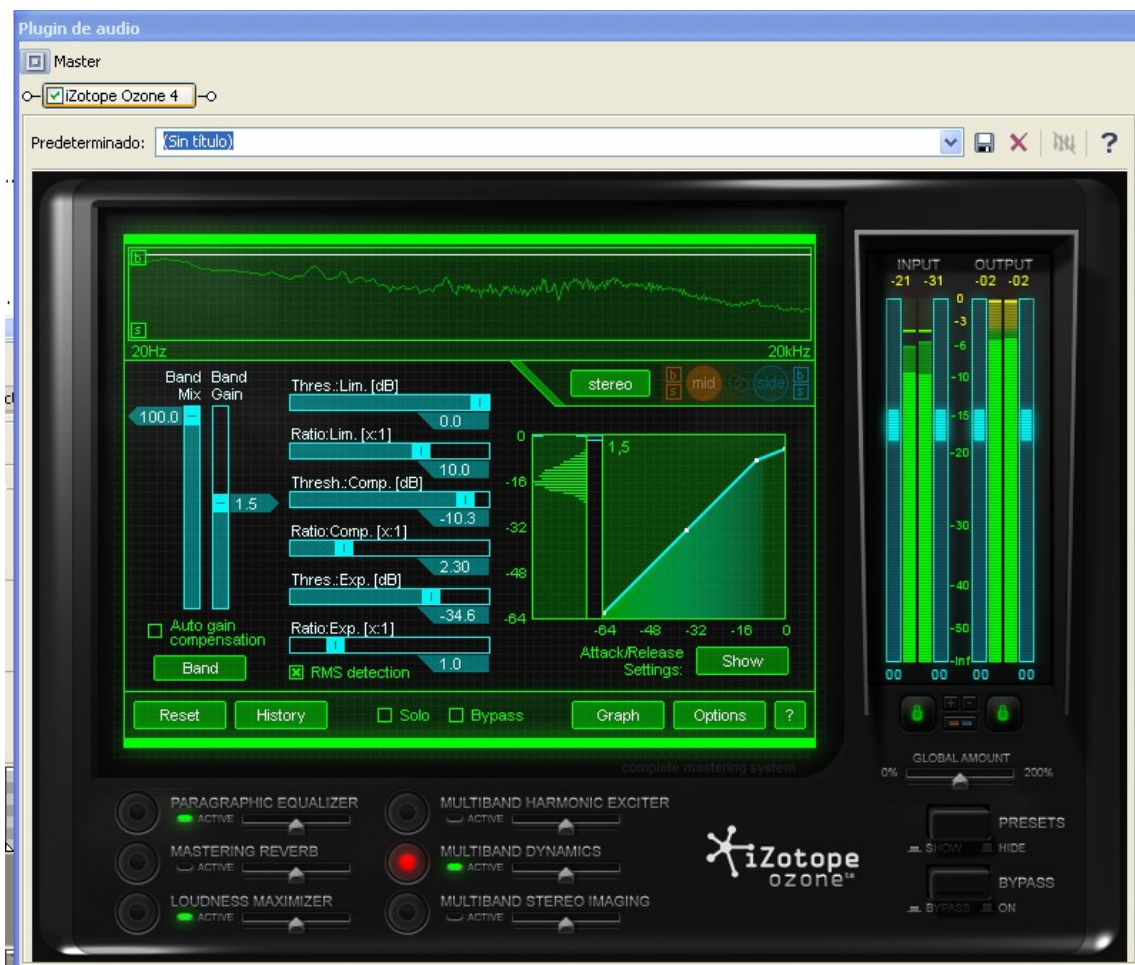 Plugin de audio
Master
iZotope Ozone 4
Predeterminado: (Sin título) ?
INPUT OUTPUT
-21 -31 -02 -02
b
s
20Hz 20kHz
Band Mix Band Gain
100.0
1.5
Thres.:Lim. [dB]
0.0
Ratio:Lim. [x:1]
10.0
Thresh.:Comp. [dB]
-10.3
Ratio:Comp. [x:1]
2.30
Thres.:Exp. [dB]
-34.6
Ratio:Exp. [x:1]
1.0
Auto gain
compensation
Band
RMS detection
stereo b s mid side b s
1,5
0
-16
-32
-48
-64
-64 -48 -32 -16 0
Attack/Release
Settings:
Show
0
-3
-6
-10
-15
-20
-30
-40
-50
-Inf
00 00 00 00
Reset History Solo Bypass Graph Options ?
complete mastering system
GLOBAL AMOUNT
0% 200%
PARAGRAPHIC EQUALIZER
ACTIVE
MULTIBAND HARMONIC EXCITER
ACTIVE
MASTERING REVERB
ACTIVE
MULTIBAND DYNAMICS
ACTIVE
LOUDNESS MAXIMIZER
ACTIVE
MULTIBAND STEREO IMAGING
ACTIVE
iZotope
ozone™
PRESETS
SHOW HIDE
BYPASS
BYPASS ON